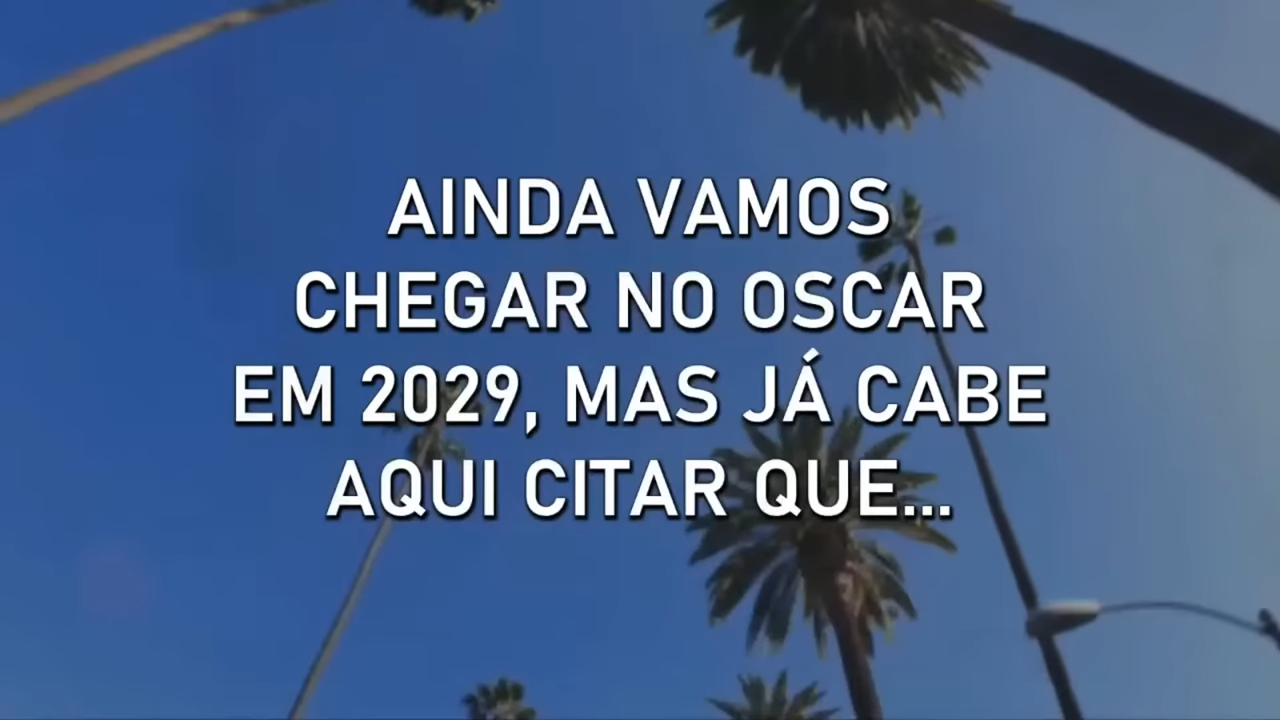 AINDA VAMOS
CHEGAR NO OSCAR
EM 2029, MAS JÁ CABE
AQUI CITAR QUE...